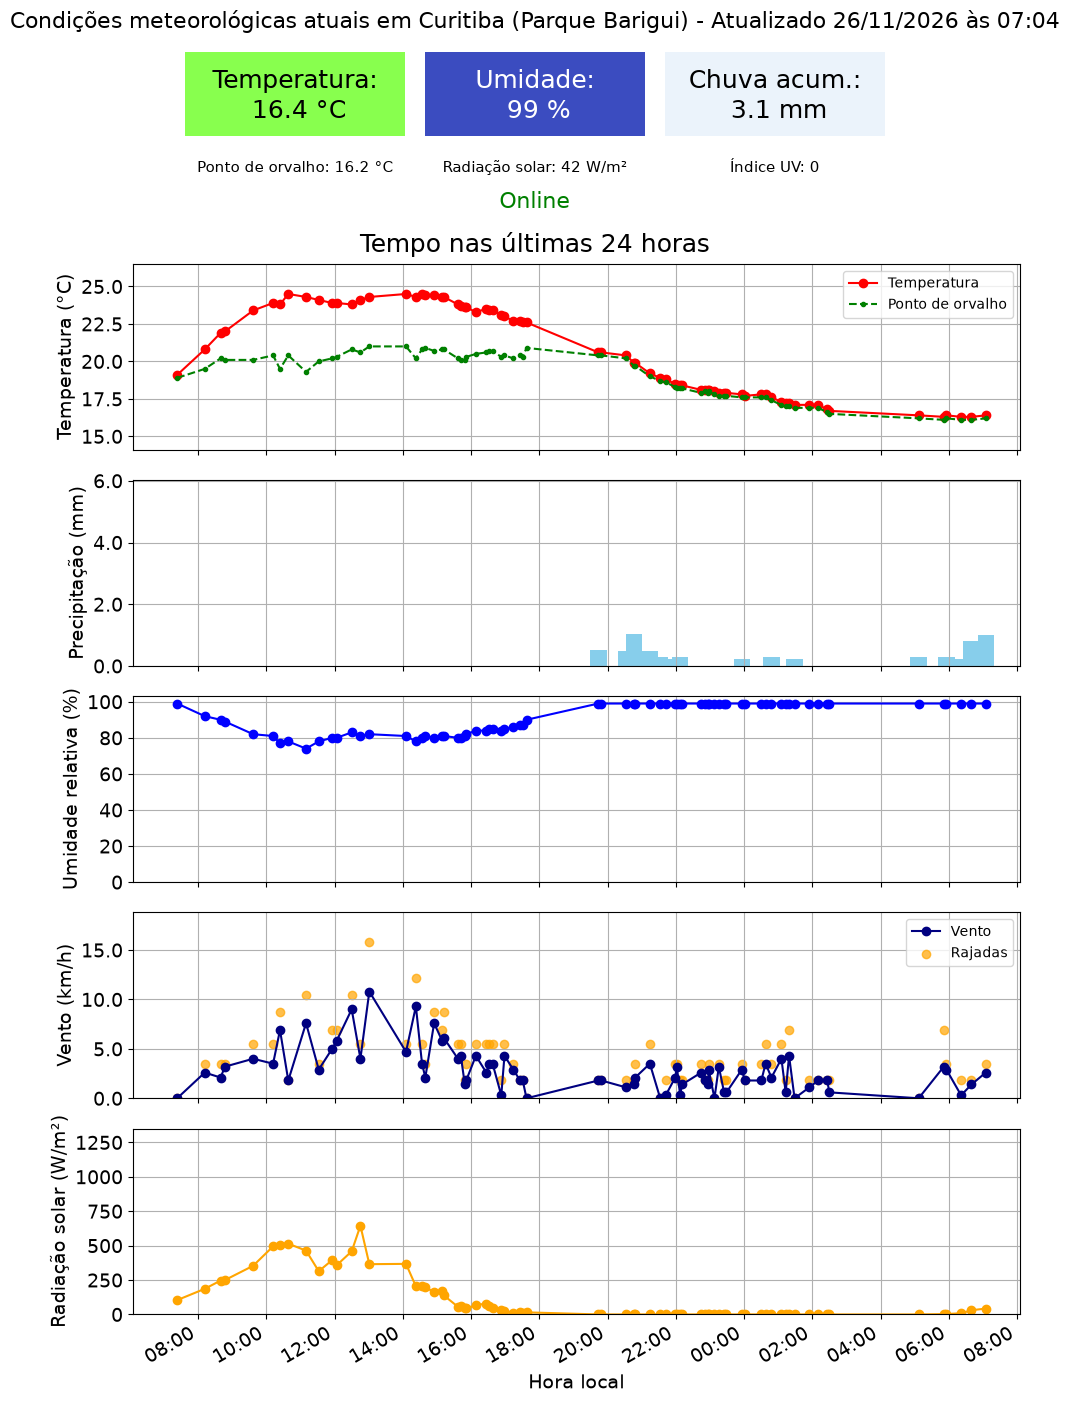 Condições meteorológicas atuais em Curitiba (Parque Barigui) - Atualizado 26/11/2026 às 07:04
Temperatura:
16.4 °C
Umidade:
99 %
Chuva acum.:
3.1 mm
Ponto de orvalho: 16.2 °C
Radiação solar: 42 W/m²
Índice UV: 0
Online
Tempo nas últimas 24 horas
Temperatura (°C)
25.0
22.5
20.0
17.5
15.0
Temperatura
Ponto de orvalho
Precipitação (mm)
6.0
4.0
2.0
0.0
Umidade relativa (%)
100
80
60
40
20
0
Vento (km/h)
15.0
10.0
5.0
0.0
Vento
Rajadas
Radiação solar (W/m²)
1250
1000
750
500
250
0
08:00
10:00
12:00
14:00
16:00
18:00
20:00
22:00
00:00
02:00
04:00
06:00
08:00
Hora local